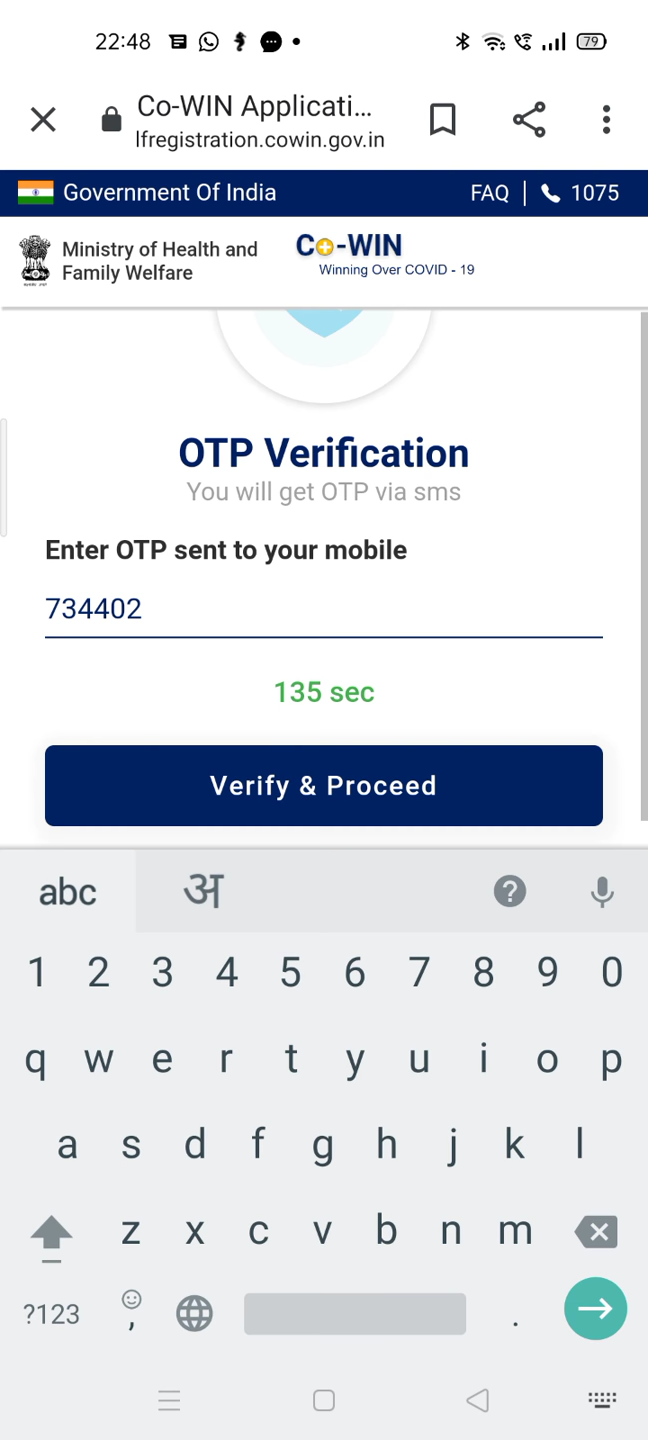 22:48 79
Co-WIN Applicati...
lfregistration.cowin.gov.in
Government Of India FAQ | 1075
Ministry of Health and
Family Welfare
Co-WIN
Winning Over COVID - 19
OTP Verification
You will get OTP via sms
Enter OTP sent to your mobile
734402
135 sec
Verify & Proceed
abc अ ?
1 2 3 4 5 6 7 8 9 0
q w e r t y u i o p
a s d f g h j k l
z x c v b n m
?123 , .